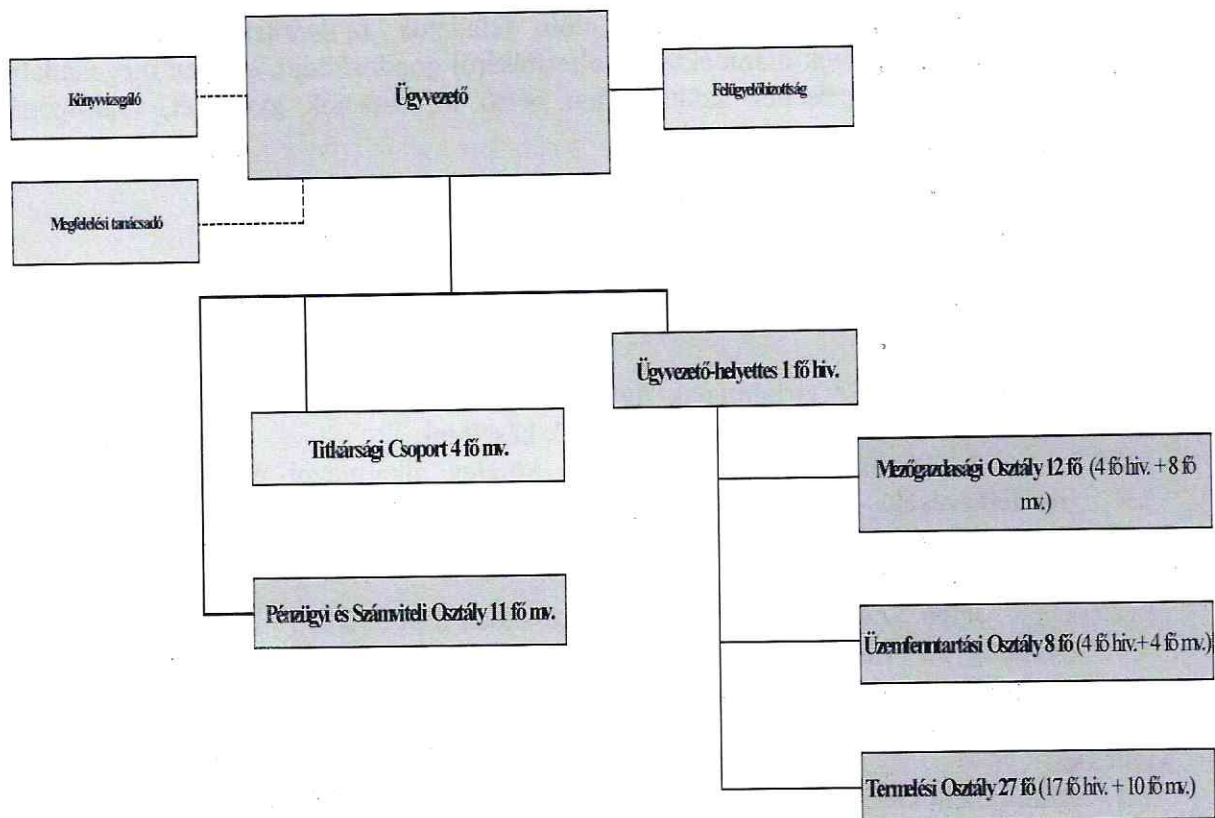 Könyvvizsgáló
Ügyvezető
Felügyelőbizottság
Megfelelési tanácsadó
Ügyvezető-helyettes 1 fő hiv.
Titkársági Csoport 4 fő mv.
Mezőgazdasági Osztály 12 fő (4 fő hiv. + 8 fő
mv.)
Pénzügyi és Számviteli Osztály 11 fő mv.
Üzemfenntartási Osztály 8 fő (4 fő hiv.+ 4 fő mv.)
Termelési Osztály 27 fő (17 fő hiv. + 10 fő mv.)